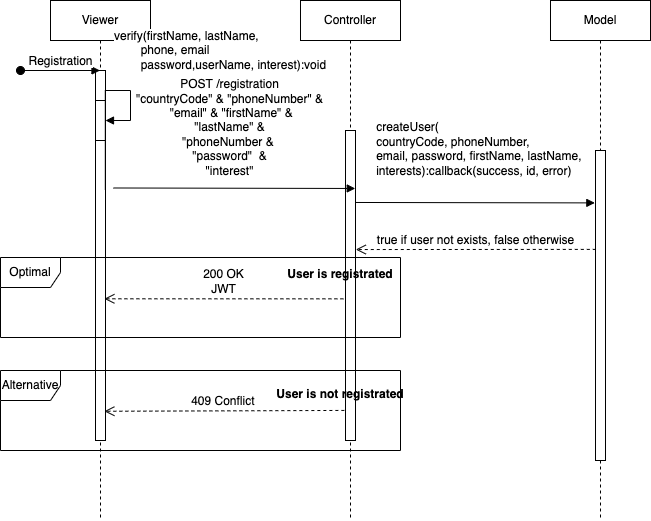 Viewer
Controller
Model
verify(firstName, lastName,
phone, email
password,userName, interest):void
Registration
POST /registration
"countryCode" & "phoneNumber" &
"email" & "firstName" &
"lastName" &
"phoneNumber &
"password"  &
"interest"
createUser(
countryCode, phoneNumber,
email, password, firstName, lastName,
interests):callback(success, id, error)
true if user not exists, false otherwise
Optimal
200 OK
JWT
User is registrated
Alternative
User is not registrated
409 Conflict